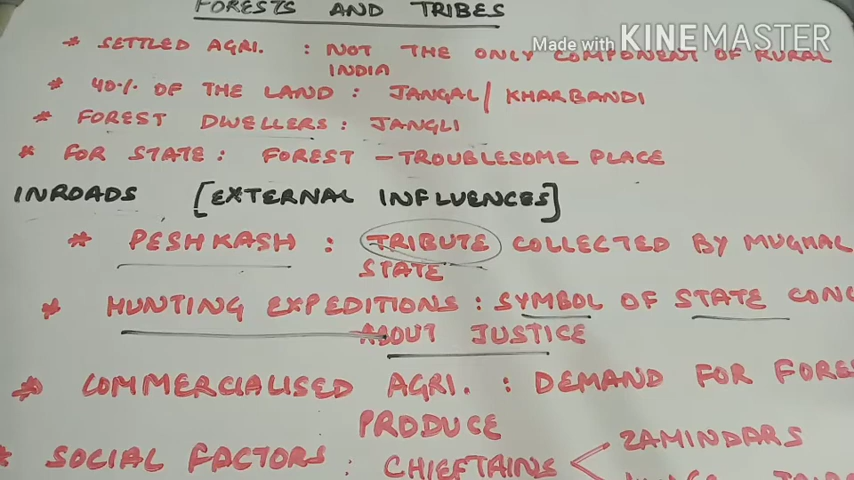 FORESTS AND TRIBES
Made with KINEMASTER
* SETTLED AGRI. : NOT THE ONLY COMPONENT OF RURAL
INDIA
* 40% OF THE LAND : JANGAL/ KHARBANDI
* FOREST DWELLERS : JANGLI
* FOR STATE : FOREST - TROUBLESOME PLACE
INROADS [EXTERNAL INFLUENCES]
* PESHKASH : TRIBUTE COLLECTED BY MUGHAL
STATE
* HUNTING EXPEDITIONS : SYMBOL OF STATE CONC
ABOUT JUSTICE
* COMMERCIALISED AGRI. : DEMAND FOR FORE
PRODUCE
* SOCIAL FACTORS : CHIEFTAINS < ZAMINDARS